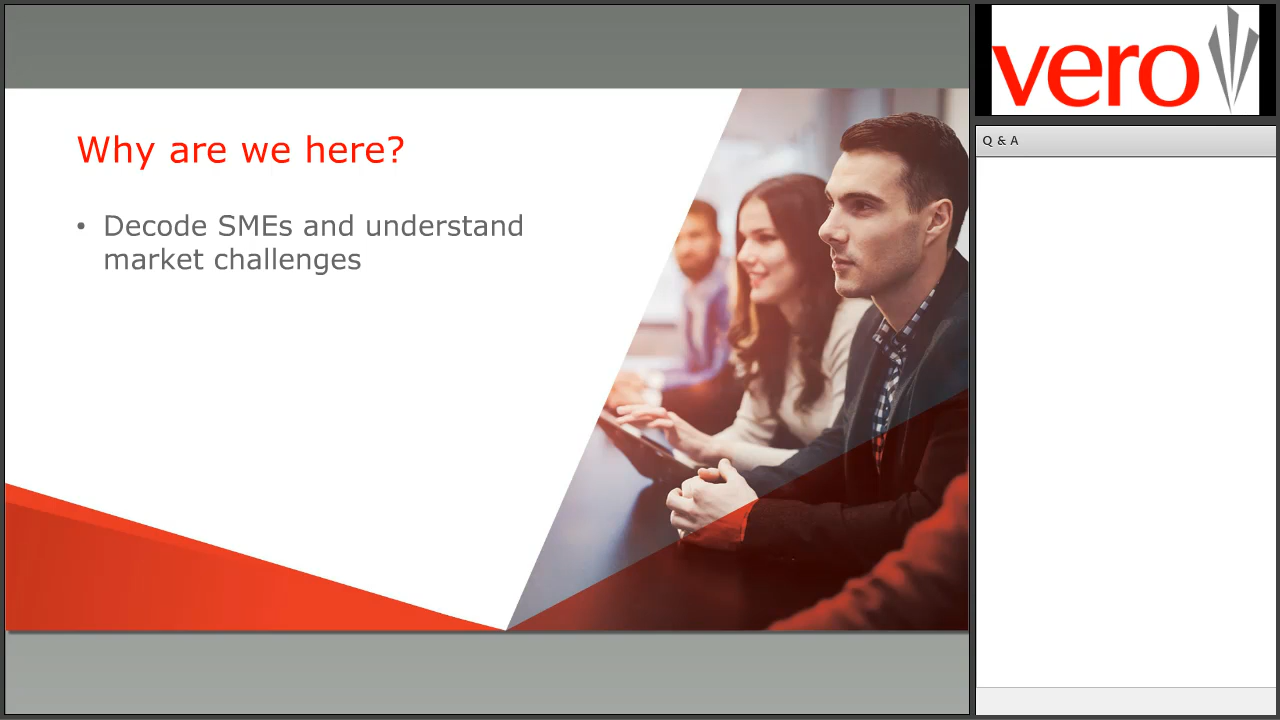 Why are we here?
• Decode SMEs and understand
market challenges
vero
Q & A